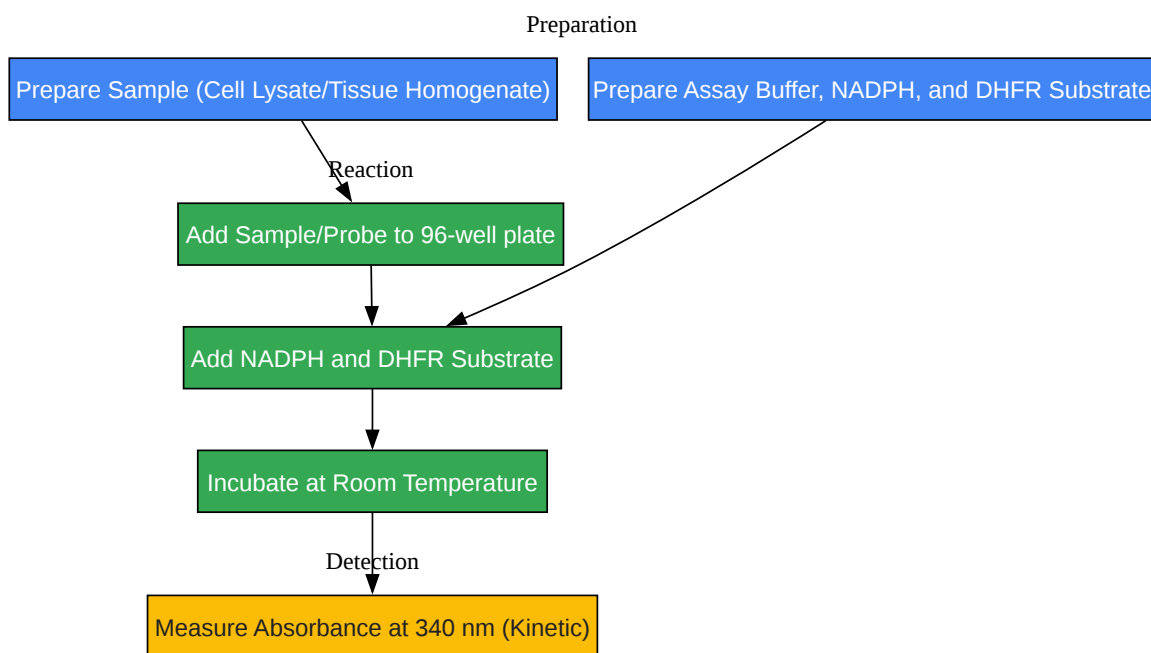 Preparation
Prepare Sample (Cell Lysate/Tissue Homogenate)
Prepare Assay Buffer, NADPH, and DHFR Substrate
Reaction
Add Sample/Probe to 96-well plate
Add NADPH and DHFR Substrate
Incubate at Room Temperature
Detection
Measure Absorbance at 340 nm (Kinetic)